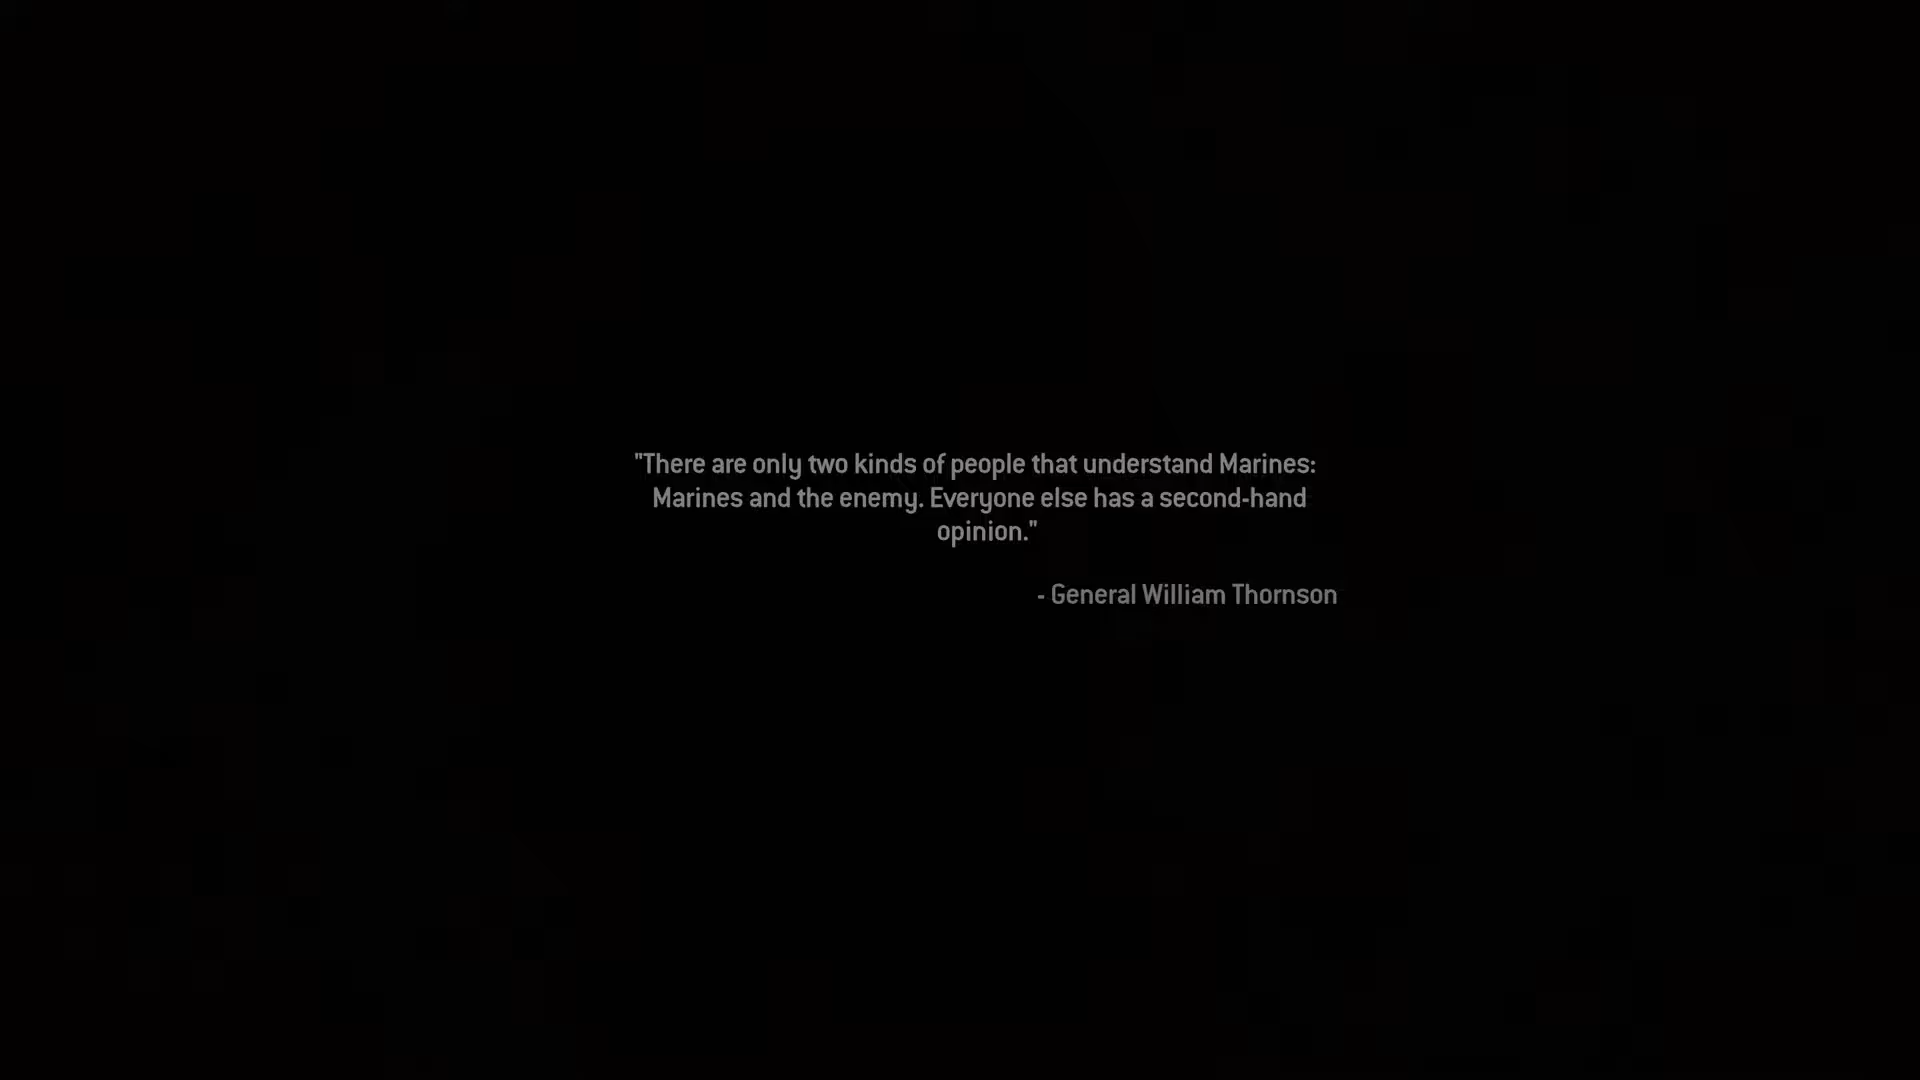 "There are only two kinds of people that understand Marines:
Marines and the enemy. Everyone else has a second-hand
opinion."
- General William Thornson